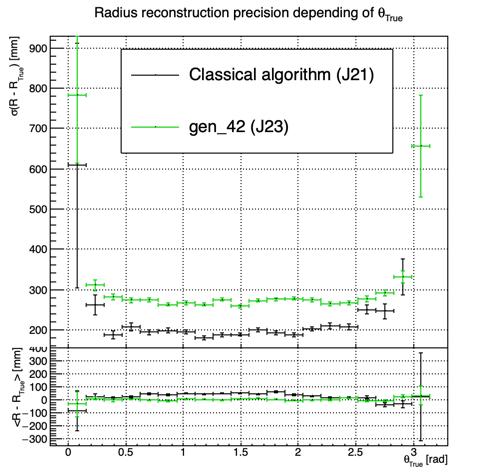 Radius reconstruction precision depending of θTrue
σ(R - RTrue) [mm]
900
800
700
600
500
400
300
200
Classical algorithm (J21)
gen_42 (J23)
<R - RTrue> [mm]
400
300
200
100
0
−100
−200
−300
0 0.5 1 1.5 2 2.5 3
θTrue [rad]